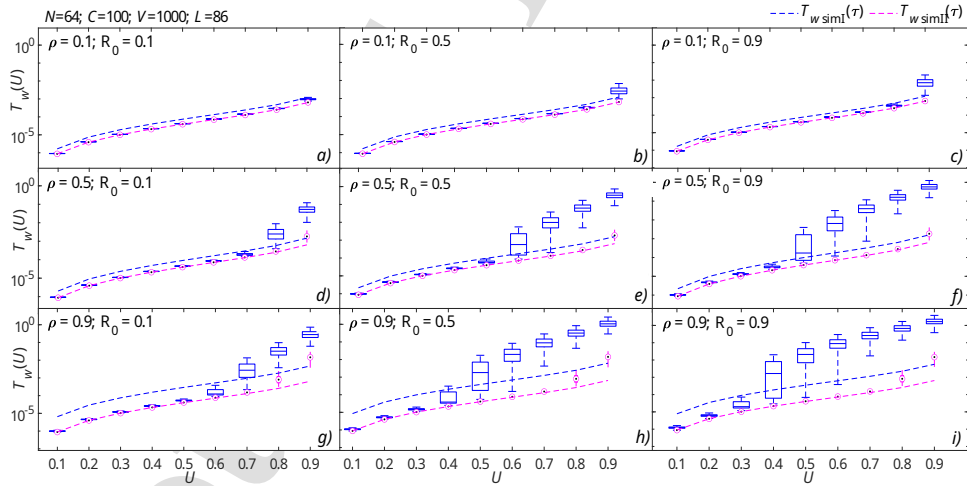 N=64; C=100; V=1000; L=86
T_w simI(τ) T_w simII(τ)
ρ = 0.1; R_0 = 0.1 ρ = 0.1; R_0 = 0.5 ρ = 0.1; R_0 = 0.9
10^0
T_w(U)
10^-5
a) b) c)
ρ = 0.5; R_0 = 0.1 ρ = 0.5; R_0 = 0.5 ρ = 0.5; R_0 = 0.9
10^0
T_w(U)
10^-5
d) e) f)
ρ = 0.9; R_0 = 0.1 ρ = 0.9; R_0 = 0.5 ρ = 0.9; R_0 = 0.9
10^0
T_w(U)
10^-5
g) h) i)
0.1 0.2 0.3 0.4 0.5 0.6 0.7 0.8 0.9 0.1 0.2 0.3 0.4 0.5 0.6 0.7 0.8 0.9 0.1 0.2 0.3 0.4 0.5 0.6 0.7 0.8 0.9
U U U